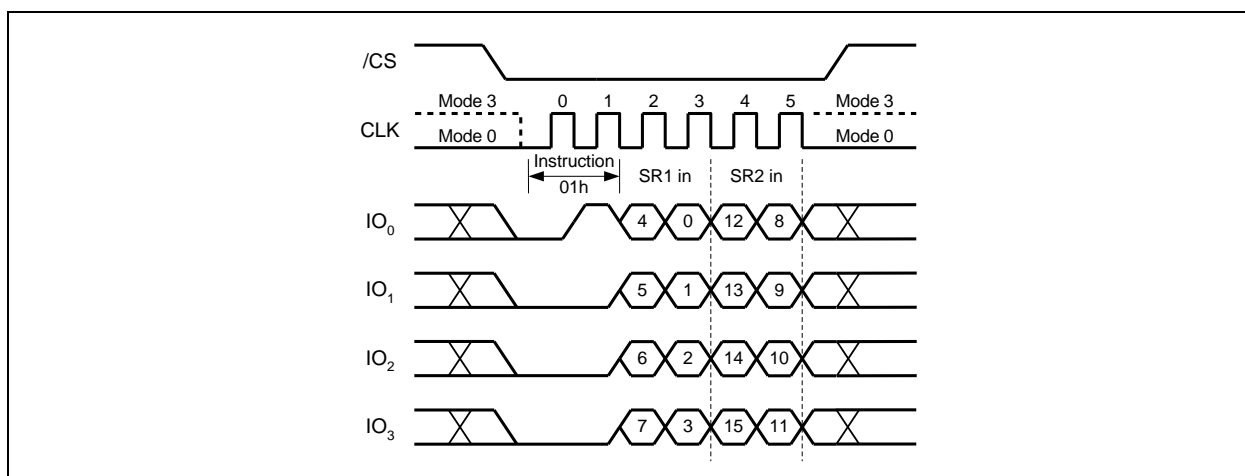 /CS
Mode 3 0 1 2 3 4 5 Mode 3
CLK Mode 0 Mode 0
Instruction
01h SR1 in SR2 in
IO0 4 0 12 8
IO1 5 1 13 9
IO2 6 2 14 10
IO3 7 3 15 11